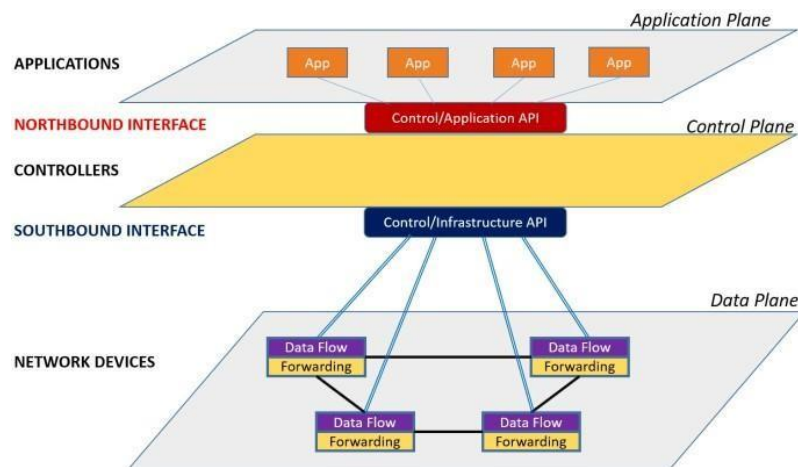 Application Plane
APPLICATIONS
App App App App
NORTHBOUND INTERFACE
Control/Application API
Control Plane
CONTROLLERS
SOUTHBOUND INTERFACE
Control/Infrastructure API
Data Plane
NETWORK DEVICES
Data Flow
Forwarding
Data Flow
Forwarding
Data Flow
Forwarding
Data Flow
Forwarding